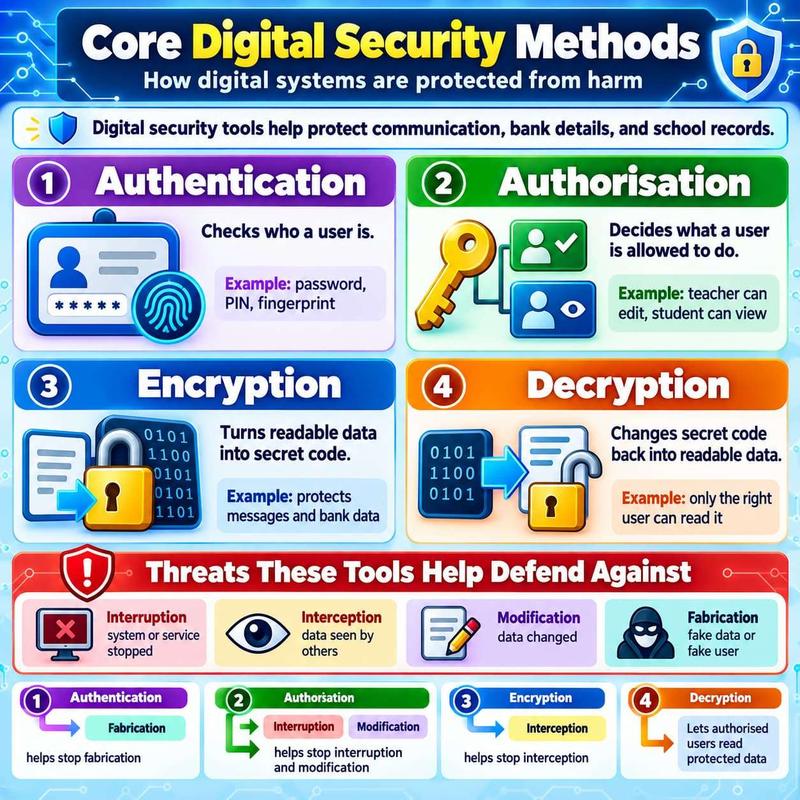 Core Digital Security Methods
How digital systems are protected from harm
Digital security tools help protect communication, bank details, and school records.
1 Authentication
Checks who a user is.
Example: password,
PIN, fingerprint
*****
2 Authorisation
Decides what a user
is allowed to do.
Example: teacher can
edit, student can view
3 Encryption
0101
1100
0101
0101
1101
Turns readable data
into secret code.
Example: protects
messages and bank data
4 Decryption
0101
1100
0101
Changes secret code
back into readable data.
Example: only the right
user can read it
! Threats These Tools Help Defend Against
Interruption
system or service
stopped
Interception
data seen by
others
Modification
data changed
Fabrication
fake data or
fake user
1 Authentication
Fabrication
helps stop fabrication
2 Authorisation
Interruption Modification
helps stop interruption
and modification
3 Encryption
Interception
helps stop interception
4 Decryption
Lets authorised
users read
protected data